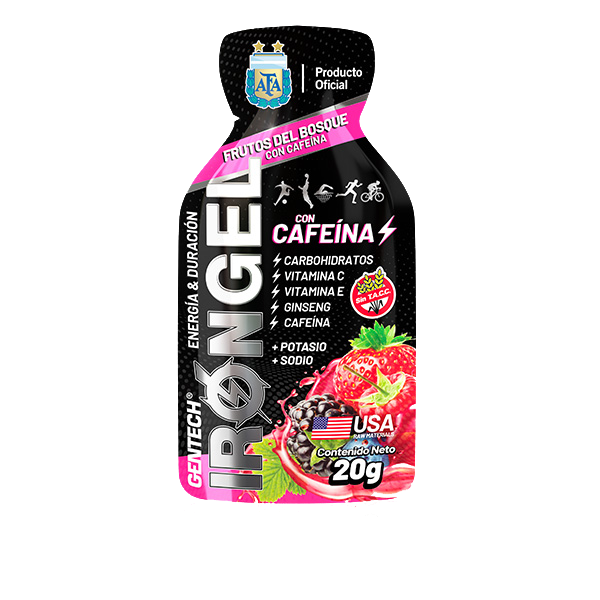 AFA
Producto
Oficial
FRUTOS DEL BOSQUE
CON CAFEÍNA
GENTECH®
ENERGÍA & DURACIÓN
IRONGEL
CON
CAFEÍNA
CARBOHIDRATOS
VITAMINA C
VITAMINA E
GINSENG
CAFEÍNA
+ POTASIO
+ SODIO
Sin T.A.C.C.
USA
RAW MATERIALS
Contenido Neto
20g